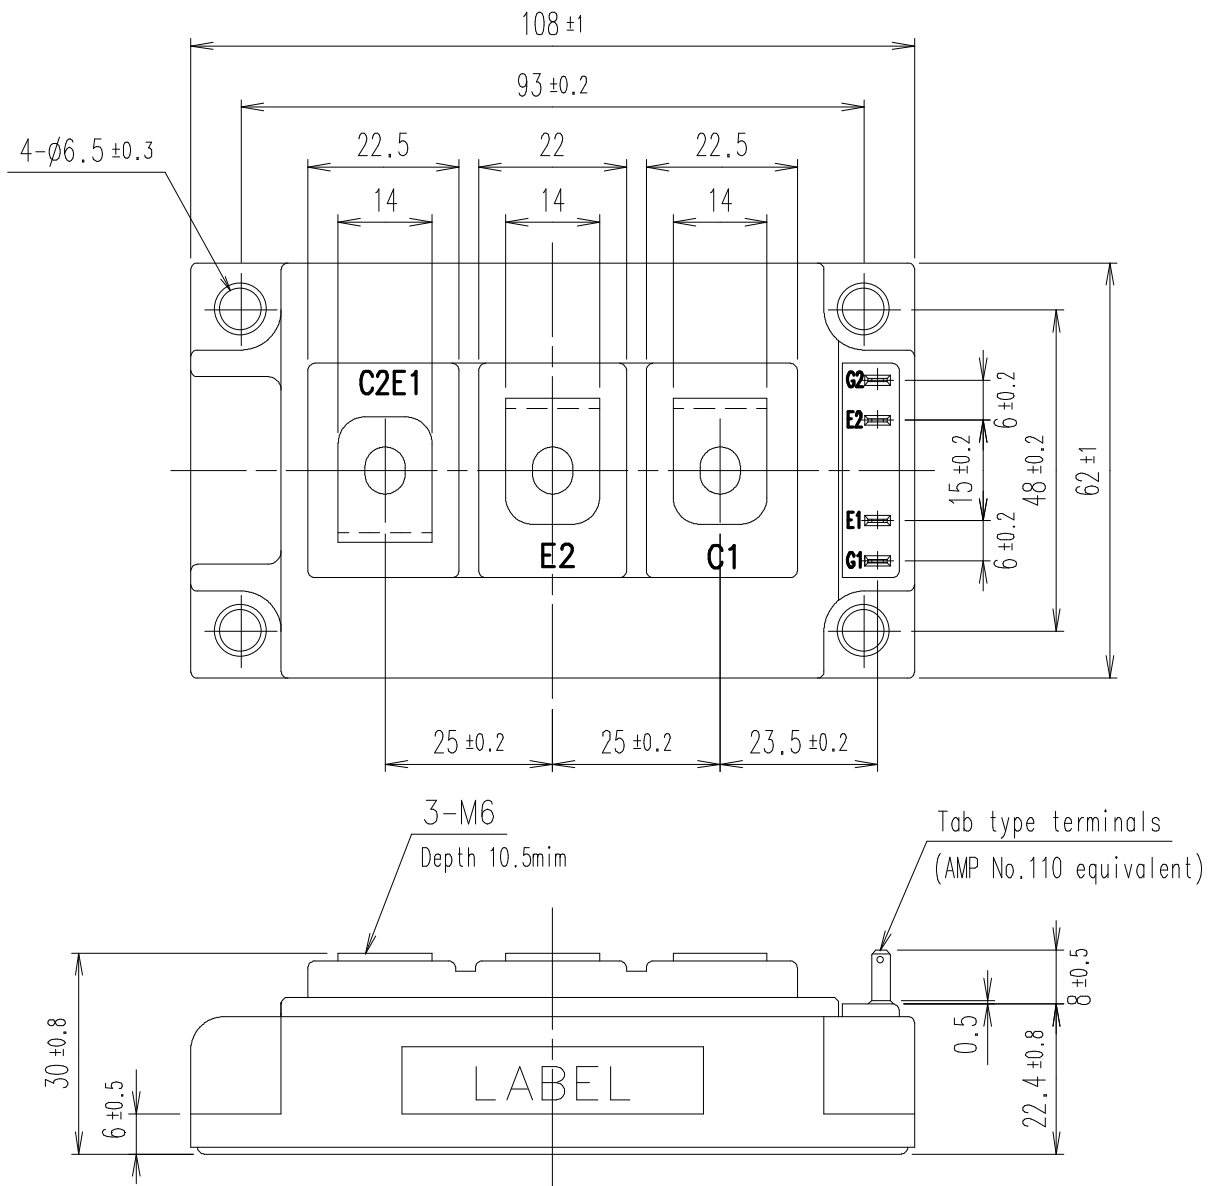 108 ±1
93 ±0.2
4-φ6.5 ±0.3
22.5
22
22.5
14
14
14
C2E1
G2
6 ±0.2
E2
15 ±0.2
48 ±0.2
62 ±1
E1
6 ±0.2
E2
C1
G1
25 ±0.2
25 ±0.2
23.5 ±0.2
3-M6
Depth 10.5mim
Tab type terminals
(AMP No.110 equivalent)
8 ±0.5
0.5
30 ±0.8
22.4 ±0.8
LABEL
6 ±0.5